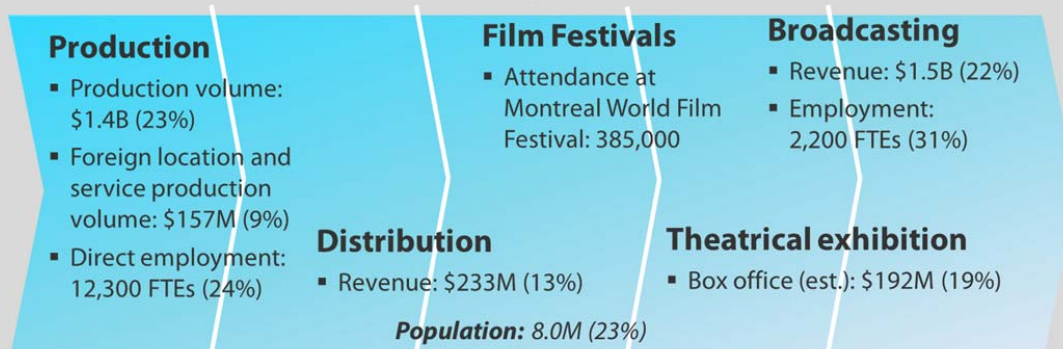 Production
▪ Production volume:
$1.4B (23%)
▪ Foreign location and
service production
volume: $157M (9%)
▪ Direct employment:
12,300 FTEs (24%)
Distribution
▪ Revenue: $233M (13%)
Film Festivals
▪ Attendance at
Montreal World Film
Festival: 385,000
Broadcasting
▪ Revenue: $1.5B (22%)
▪ Employment:
2,200 FTEs (31%)
Theatrical exhibition
▪ Box office (est.): $192M (19%)
Population: 8.0M (23%)